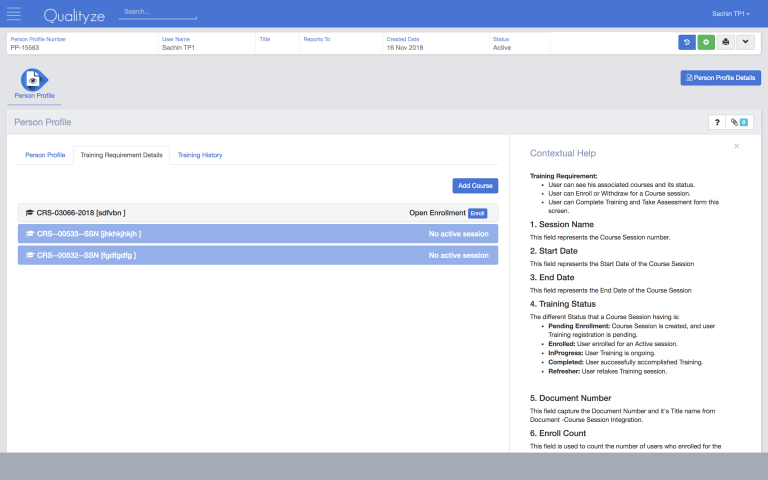 Qualityze
Search...
Sachin TP1
Person Profile Number
PP-15563
User Name
Sachin TP1
Title
Reports To
Created Date
16 Nov 2018
Status
Active
Person Profile
Person Profile Details
Person Profile
?
0
Person Profile
Training Requirement Details
Training History
Add Course
CRS-03066-2018 [sdfvbn ]
Open Enrollment Enroll
CRS--00533--SSN [jhkhkjhkjh ]
No active session
CRS--00532--SSN [fgdfgdfg ]
No active session
×
Contextual Help
Training Requirement:
• User can see his associated courses and its status.
• User can Enroll or Withdraw for a Course session.
• User can Complete Training and Take Assessment form this
screen.
1. Session Name
This field represents the Course Session number.
2. Start Date
This field represents the Start Date of the Course Session
3. End Date
This field represents the End Date of the Course Session
4. Training Status
The different Status that a Course Session having is:
• Pending Enrollment: Course Session is created, and user
Training registration is pending.
• Enrolled: User enrolled for an Active session.
• InProgress: User Training is ongoing.
• Completed: User successfully accomplished Training.
• Refresher: User retakes Training session.
5. Document Number
This field capture the Document Number and it's Title name from
Document -Course Session Integration.
6. Enroll Count
This field is used to count the number of users who enrolled for the